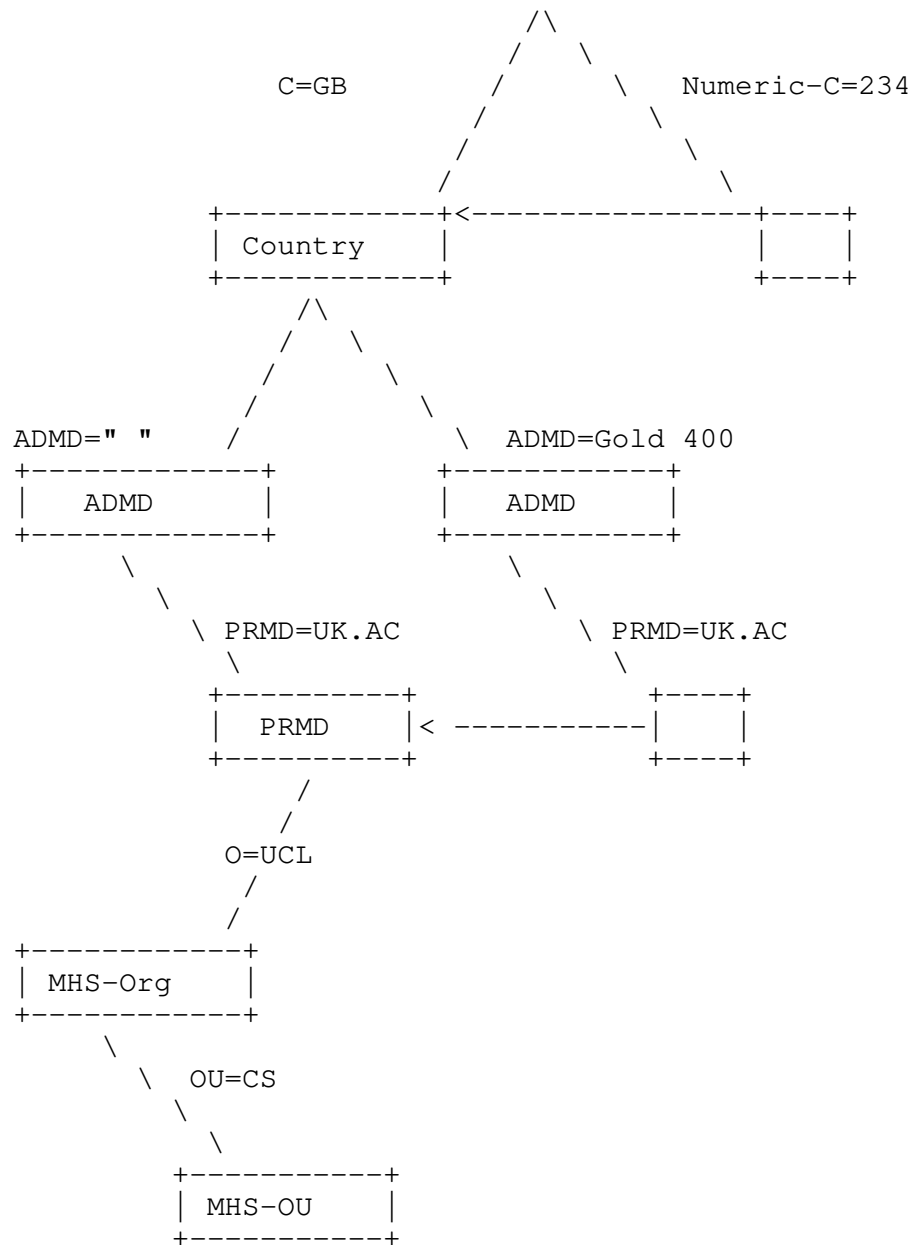 C=GB Numeric-C=234
Country
ADMD=" " ADMD=Gold 400
ADMD ADMD
PRMD=UK.AC PRMD=UK.AC
PRMD
O=UCL
MHS-Org
OU=CS
MHS-OU